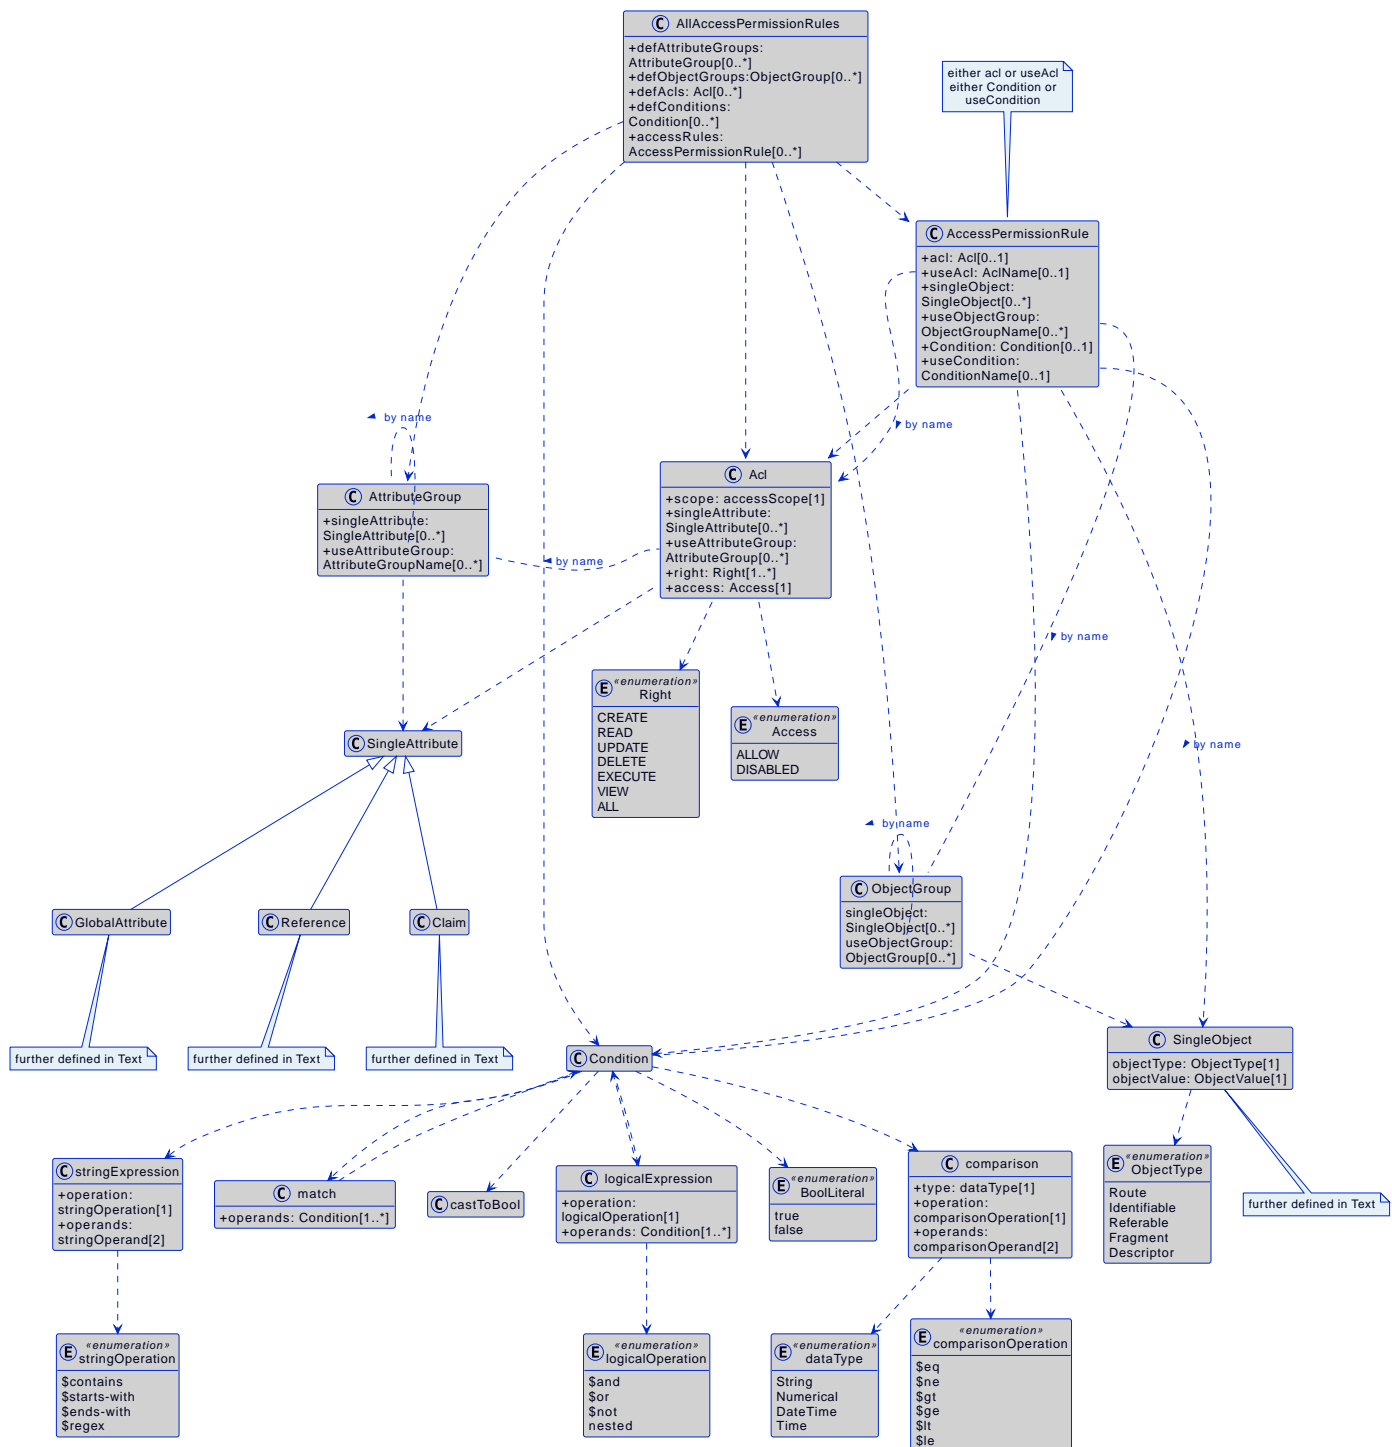 AllAccessPermissionRules
+defAttributeGroups:
AttributeGroup[0..*]
+defObjectGroups:ObjectGroup[0..*]
+defAcls: Acl[0..*]
+defConditions:
Condition[0..*]
+accessRules:
AccessPermissionRule[0..*]
either acl or useAcl
either Condition or
useCondition
AccessPermissionRule
+acl: Acl[0..1]
+useAcl: AclName[0..1]
+singleObject:
SingleObject[0..*]
+useObjectGroup:
ObjectGroupName[0..*]
+Condition: Condition[0..1]
+useCondition:
ConditionName[0..1]
by name
by name
AttributeGroup
+singleAttribute:
SingleAttribute[0..*]
+useAttributeGroup:
AttributeGroupName[0..*]
by name
Acl
+scope: accessScope[1]
+singleAttribute:
SingleAttribute[0..*]
+useAttributeGroup:
AttributeGroup[0..*]
+right: Right[1..*]
+access: Access[1]
by name
«enumeration»
Right
CREATE
READ
UPDATE
DELETE
EXECUTE
VIEW
ALL
«enumeration»
Access
ALLOW
DISABLED
SingleAttribute
by name
by name
ObjectGroup
singleObject:
SingleObject[0..*]
useObjectGroup:
ObjectGroup[0..*]
GlobalAttribute
Reference
Claim
further defined in Text
further defined in Text
further defined in Text
Condition
SingleObject
objectType: ObjectType[1]
objectValue: ObjectValue[1]
stringExpression
+operation:
stringOperation[1]
+operands:
stringOperand[2]
match
+operands: Condition[1..*]
castToBool
logicalExpression
+operation:
logicalOperation[1]
+operands: Condition[1..*]
«enumeration»
BoolLiteral
true
false
comparison
+type: dataType[1]
+operation:
comparisonOperation[1]
+operands:
comparisonOperand[2]
«enumeration»
ObjectType
Route
Identifiable
Referable
Fragment
Descriptor
further defined in Text
«enumeration»
stringOperation
$contains
$starts-with
$ends-with
$regex
«enumeration»
logicalOperation
$and
$or
$not
nested
«enumeration»
dataType
String
Numerical
DateTime
Time
«enumeration»
comparisonOperation
$eq
$ne
$gt
$ge
$lt
$le